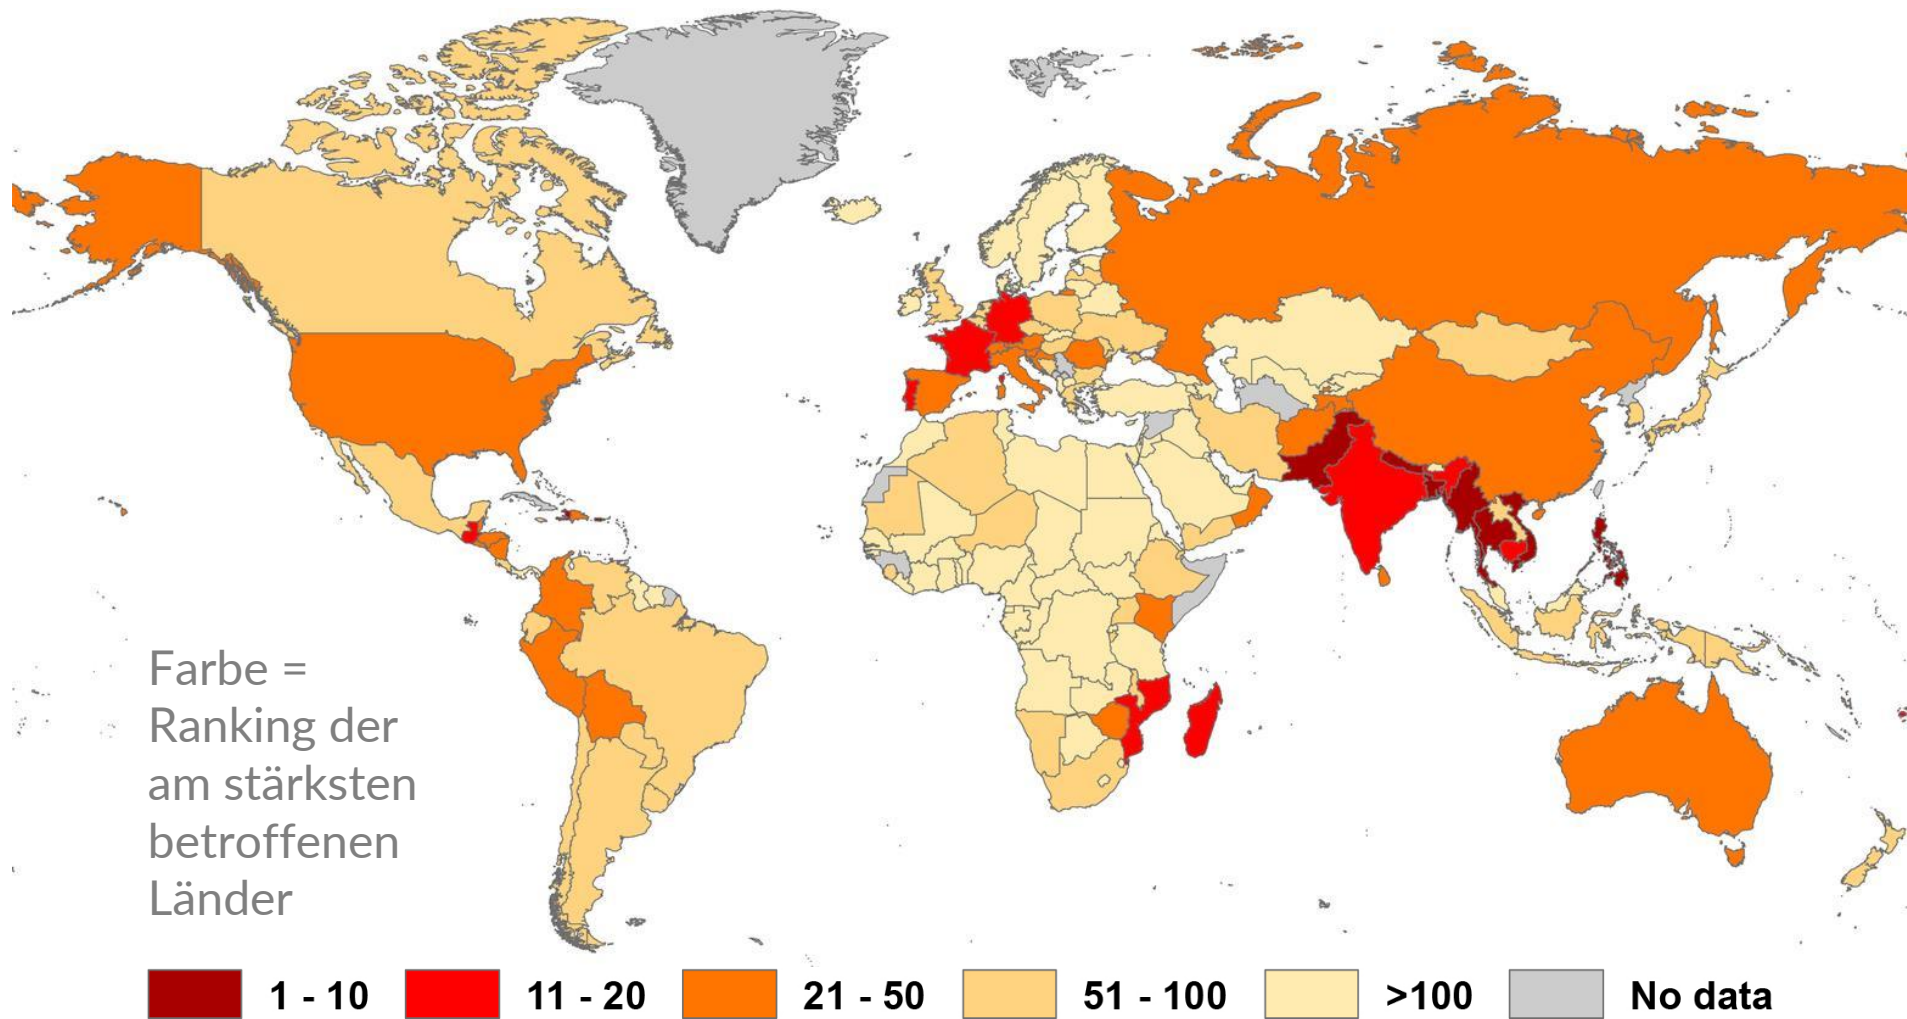 Farbe =
Ranking der
am stärksten
betroffenen
Länder
1 - 10
11 - 20
21 - 50
51 - 100
>100
No data